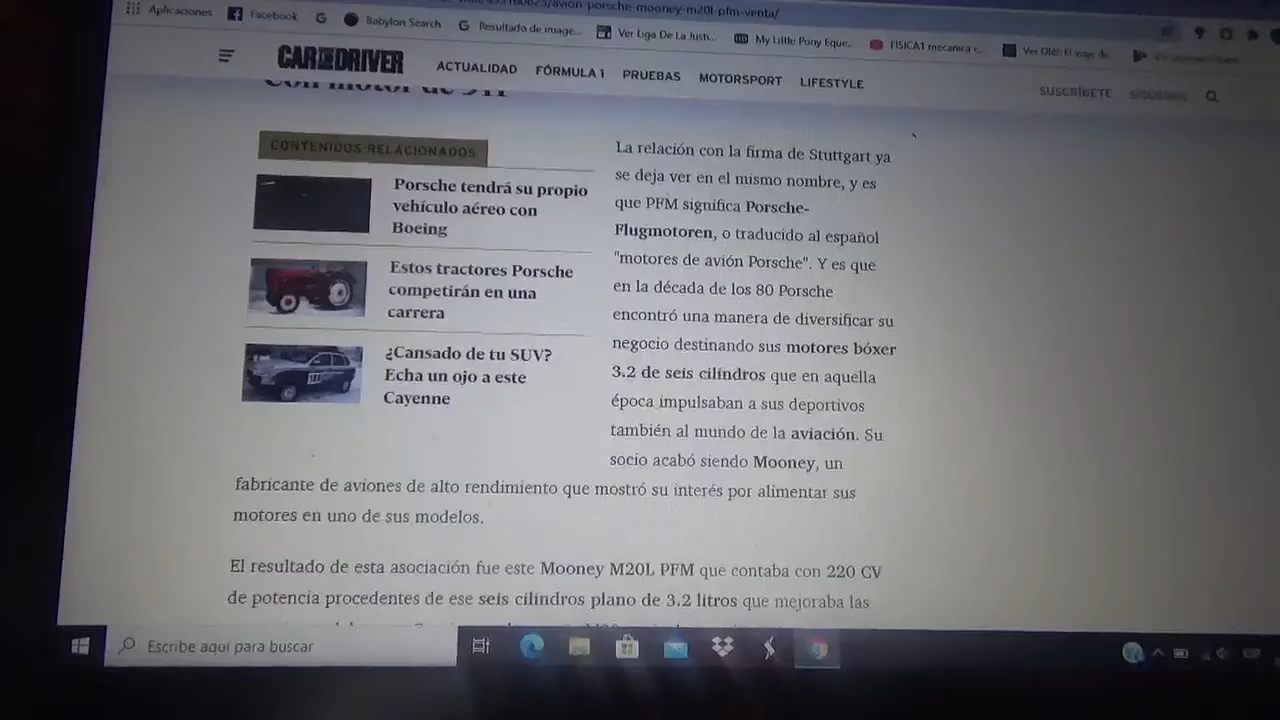 avion-porsche-mooney-m20l-pfm-venta/
Aplicaciones Facebook Babylon Search Resultado de image... Ver Liga De La Justi... My Little Pony Eque... FISICA1 mecanica
CAR AND DRIVER ACTUALIDAD FÓRMULA 1 PRUEBAS MOTORSPORT LIFESTYLE SUSCRÍBETE SÍGUENOS
Con motor de 911
CONTENIDOS RELACIONADOS
Porsche tendrá su propio
vehículo aéreo con
Boeing
Estos tractores Porsche
competirán en una
carrera
¿Cansado de tu SUV?
Echa un ojo a este
Cayenne
La relación con la firma de Stuttgart ya
se deja ver en el mismo nombre, y es
que PFM significa Porsche-
Flugmotoren, o traducido al español
"motores de avión Porsche". Y es que
en la década de los 80 Porsche
encontró una manera de diversificar su
negocio destinando sus motores bóxer
3.2 de seis cilindros que en aquella
época impulsaban a sus deportivos
también al mundo de la aviación. Su
socio acabó siendo Mooney, un
fabricante de aviones de alto rendimiento que mostró su interés por alimentar sus
motores en uno de sus modelos.
El resultado de esta asociación fue este Mooney M20L PFM que contaba con 220 CV
de potencia procedentes de ese seis cilindros plano de 3.2 litros que mejoraba las
Escribe aquí para buscar